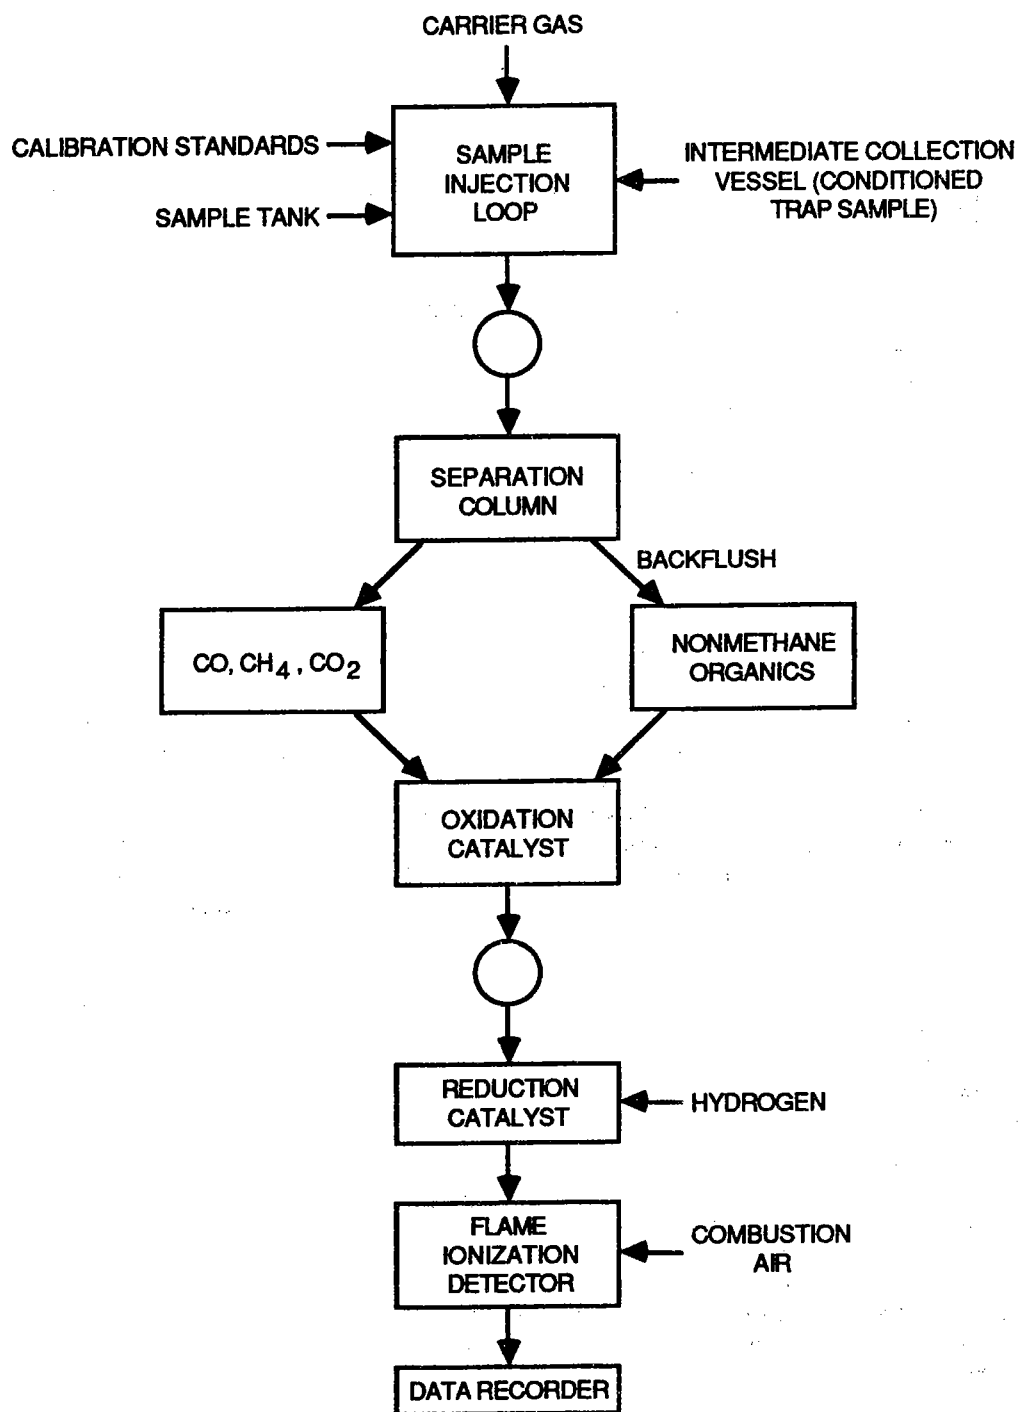 CARRIER GAS
CALIBRATION STANDARDS
SAMPLE TANK
SAMPLE
INJECTION
LOOP
INTERMEDIATE COLLECTION
VESSEL (CONDITIONED
TRAP SAMPLE)
SEPARATION
COLUMN
BACKFLUSH
CO, CH4 , CO2
NONMETHANE
ORGANICS
OXIDATION
CATALYST
REDUCTION
CATALYST
HYDROGEN
FLAME
IONIZATION
DETECTOR
COMBUSTION
AIR
DATA RECORDER